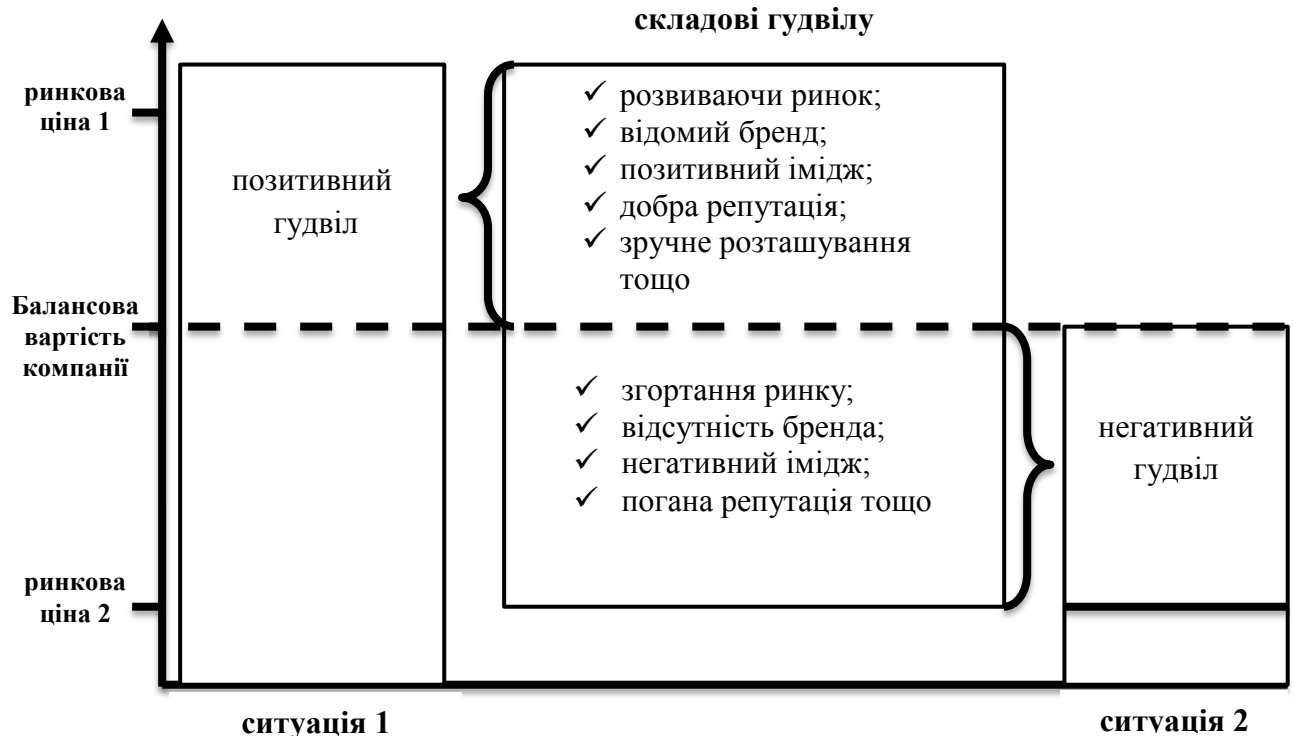 складові гудвілу
ринкова
ціна 1
позитивний
гудвіл
✓ розвиваючи ринок;
✓ відомий бренд;
✓ позитивний імідж;
✓ добра репутація;
✓ зручне розташування
тощо
Балансова
вартість
компанії
✓ згортання ринку;
✓ відсутність бренда;
✓ негативний імідж;
✓ погана репутація тощо
негативний
гудвіл
ринкова
ціна 2
ситуація 1
ситуація 2